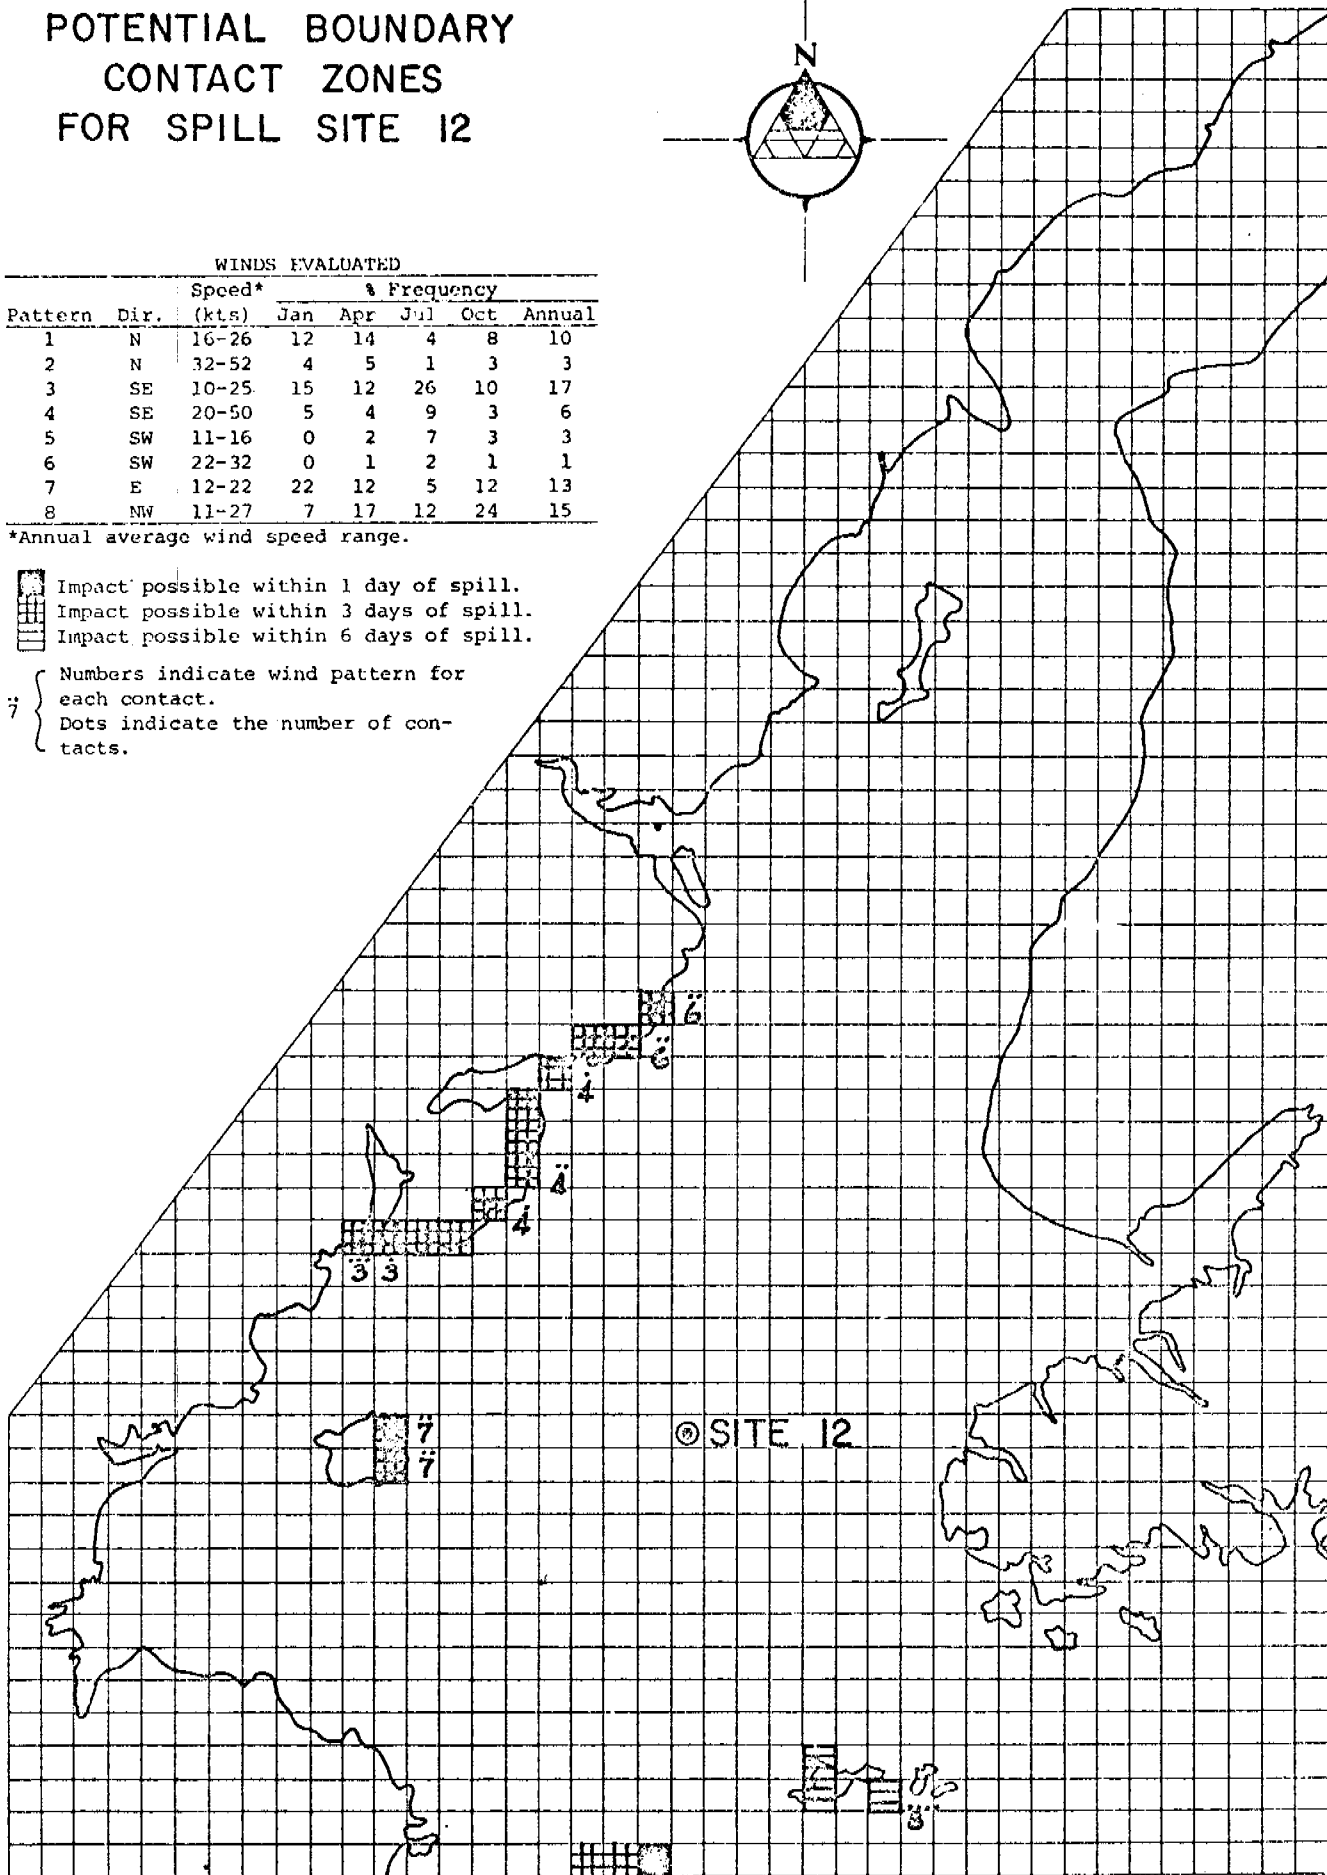 POTENTIAL BOUNDARY
CONTACT ZONES
FOR SPILL SITE 12
N
WINDS EVALUATED
Speed* % Frequency
Pattern Dir. (kts) Jan Apr Jul Oct Annual
1 N 16-26 12 14 4 8 10
2 N 32-52 4 5 1 3 3
3 SE 10-25 15 12 26 10 17
4 SE 20-50 5 4 9 3 6
5 SW 11-16 0 2 7 3 3
6 SW 22-32 0 1 2 1 1
7 E 12-22 22 12 5 12 13
8 NW 11-27 7 17 12 24 15
*Annual average wind speed range.
Impact possible within 1 day of spill.
Impact possible within 3 days of spill.
Impact possible within 6 days of spill.
7
Numbers indicate wind pattern for
each contact.
Dots indicate the number of con-
tacts.
6
4
4
3 3
7
SITE 12
7